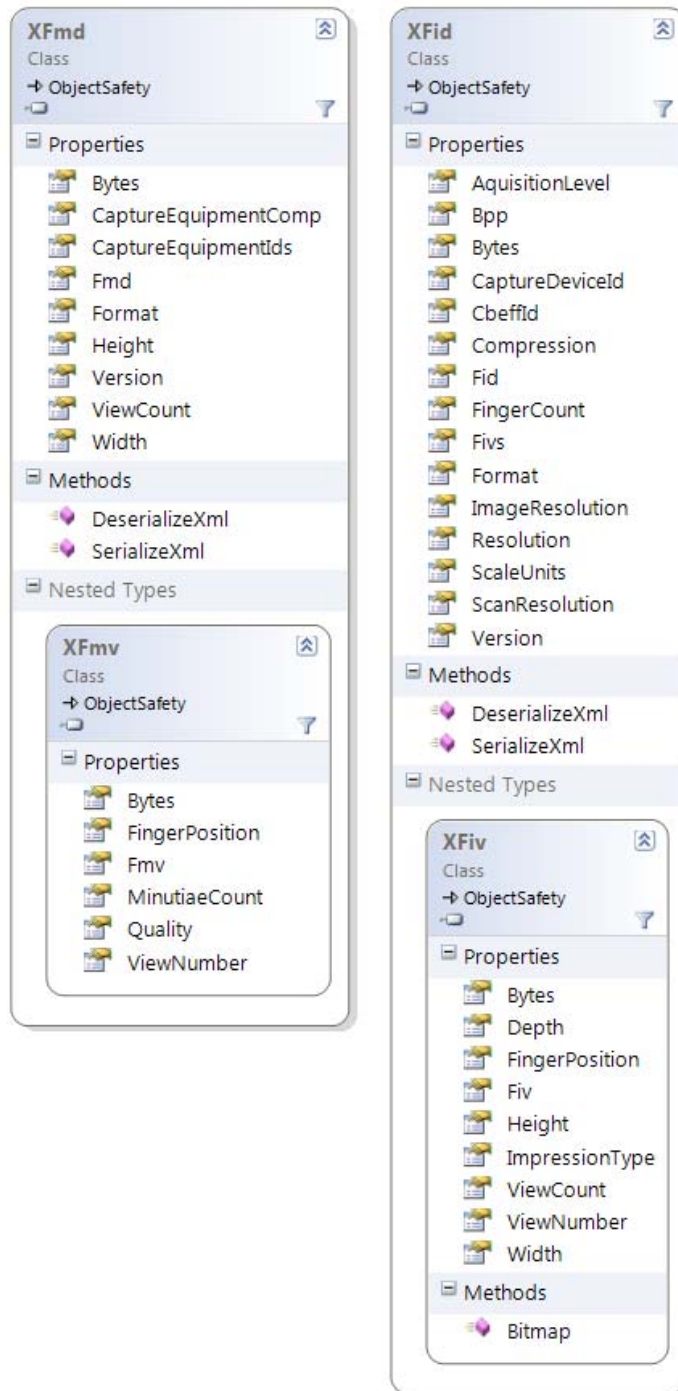 XFmd
Class
ObjectSafety
Properties
Bytes
CaptureEquipmentComp
CaptureEquipmentIds
Fmd
Format
Height
Version
ViewCount
Width
Methods
DeserializeXml
SerializeXml
Nested Types
XFmv
Class
ObjectSafety
Properties
Bytes
FingerPosition
Fmv
MinutiaeCount
Quality
ViewNumber
XFid
Class
ObjectSafety
Properties
AquisitionLevel
Bpp
Bytes
CaptureDeviceId
CbeffId
Compression
Fid
FingerCount
Fivs
Format
ImageResolution
Resolution
ScaleUnits
ScanResolution
Version
Methods
DeserializeXml
SerializeXml
Nested Types
XFiv
Class
ObjectSafety
Properties
Bytes
Depth
FingerPosition
Fiv
Height
ImpressionType
ViewCount
ViewNumber
Width
Methods
Bitmap